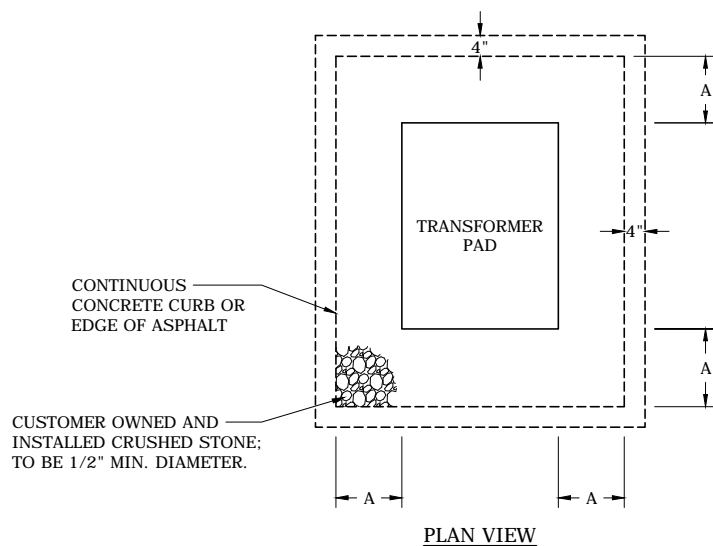 4"
A
TRANSFORMER
PAD
4"
CONTINUOUS
CONCRETE CURB OR
EDGE OF ASPHALT
A
CUSTOMER OWNED AND
INSTALLED CRUSHED STONE;
TO BE 1/2" MIN. DIAMETER.
A
A
PLAN VIEW